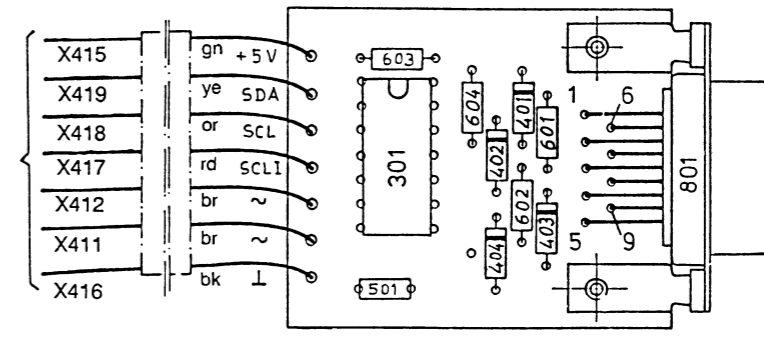 X415 gn +5V
X419 ye SDA
X418 or SCL
X417 rd SCLI
X412 br ~
X411 br ~
X416 bk ⊥
603
301
501
604
401
601
402
602
403
404
1 6
5 9
801